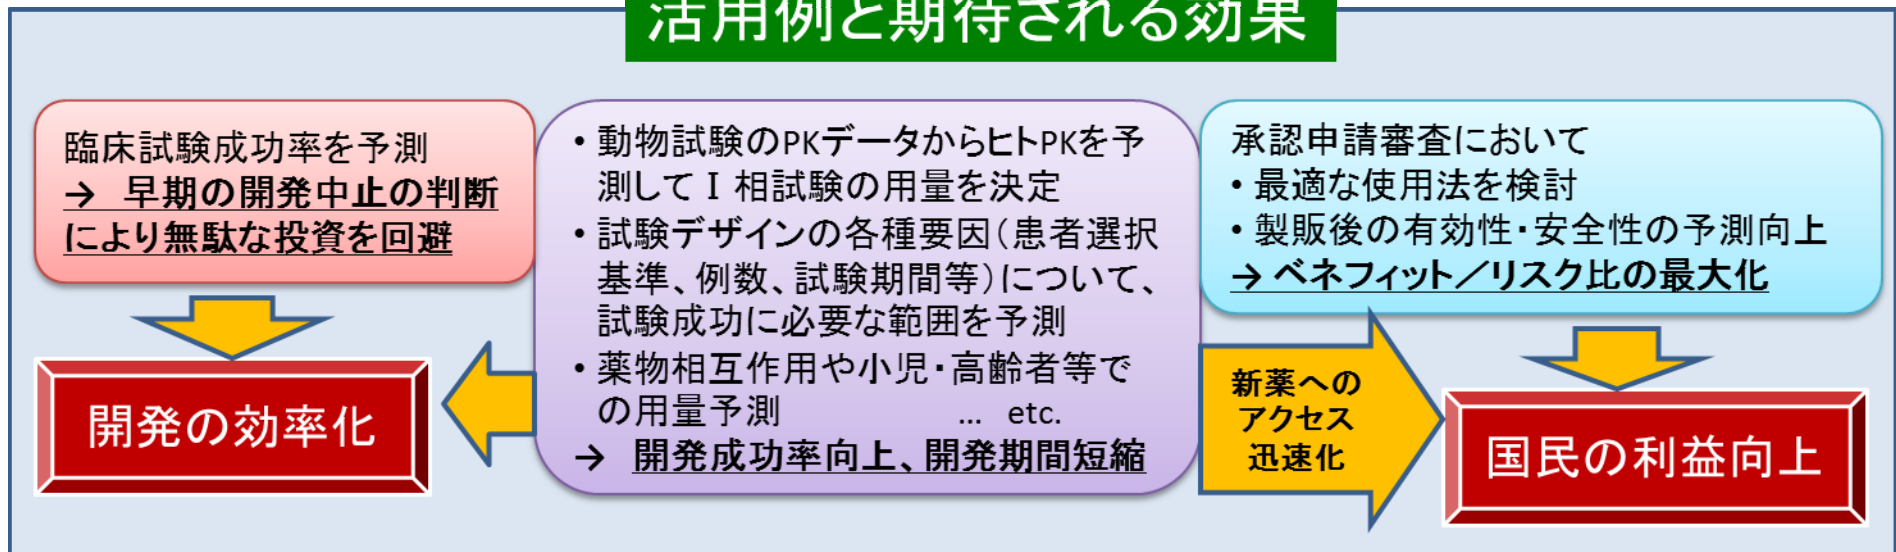 活用例と期待される効果
臨床試験成功率を予測
→ 早期の開発中止の判断
により無駄な投資を回避
開発の効率化
・動物試験のPKデータからヒトPKを予
測してⅠ相試験の用量を決定
・試験デザインの各種要因(患者選択
基準、例数、試験期間等)について、
試験成功に必要な範囲を予測
・薬物相互作用や小児・高齢者等で
の用量予測 … etc.
→ 開発成功率向上、開発期間短縮
承認申請審査において
・最適な使用法を検討
・製販後の有効性・安全性の予測向上
→ベネフィット／リスク比の最大化
新薬への
アクセス
迅速化
国民の利益向上